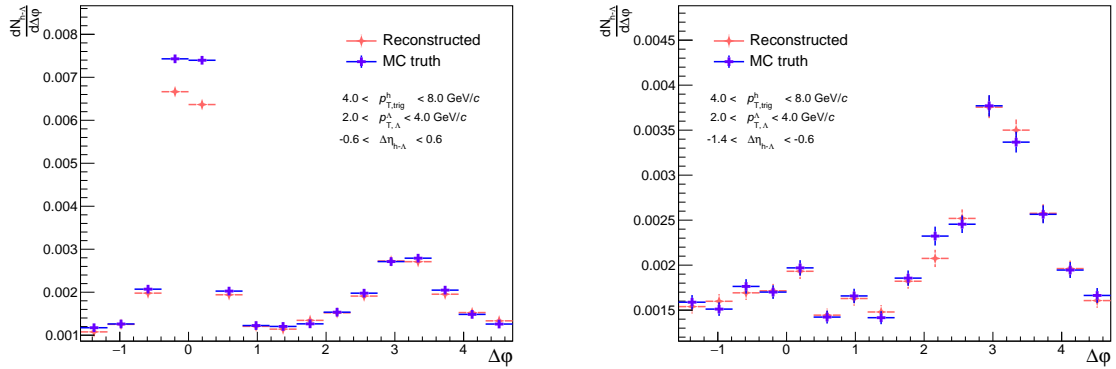 dN_{h-Λ}
dΔφ
0.008
0.007
0.006
0.005
0.004
0.003
0.002
0.001
−1 0 1 2 3 4
Δφ
Reconstructed
MC truth
4.0 < p^h_{T,trig} < 8.0 GeV/c
2.0 < p^Λ_{T,Λ} < 4.0 GeV/c
-0.6 < Δη_{h-Λ} < 0.6
dN_{h-Λ}
dΔφ
0.0045
0.004
0.0035
0.003
0.0025
0.002
0.0015
−1 0 1 2 3 4
Δφ
Reconstructed
MC truth
4.0 < p^h_{T,trig} < 8.0 GeV/c
2.0 < p^Λ_{T,Λ} < 4.0 GeV/c
-1.4 < Δη_{h-Λ} < -0.6